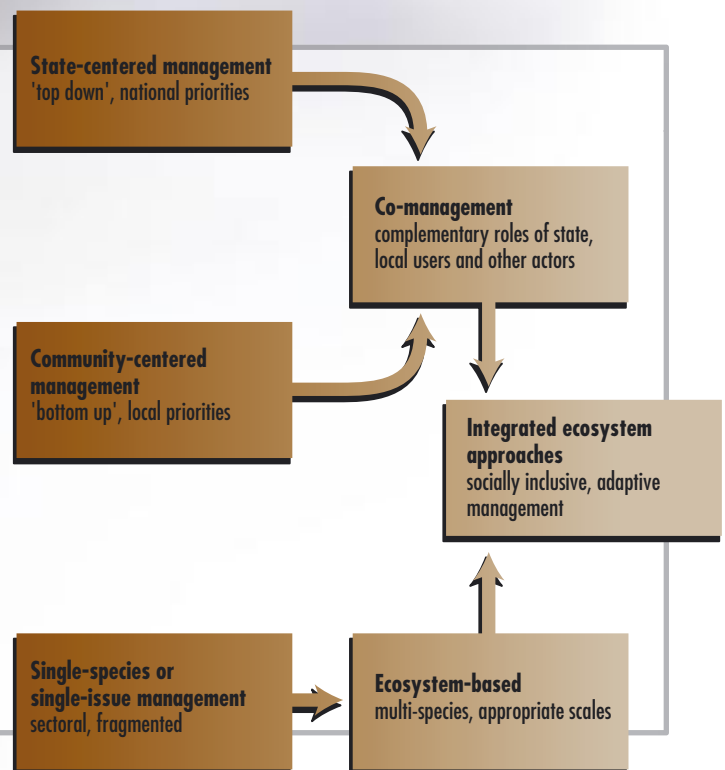 State-centered management
'top down', national priorities
Co-management
complementary roles of state,
local users and other actors
Community-centered
management
'bottom up', local priorities
Integrated ecosystem
approaches
socially inclusive, adaptive
management
Single-species or
single-issue management
sectoral, fragmented
Ecosystem-based
multi-species, appropriate scales